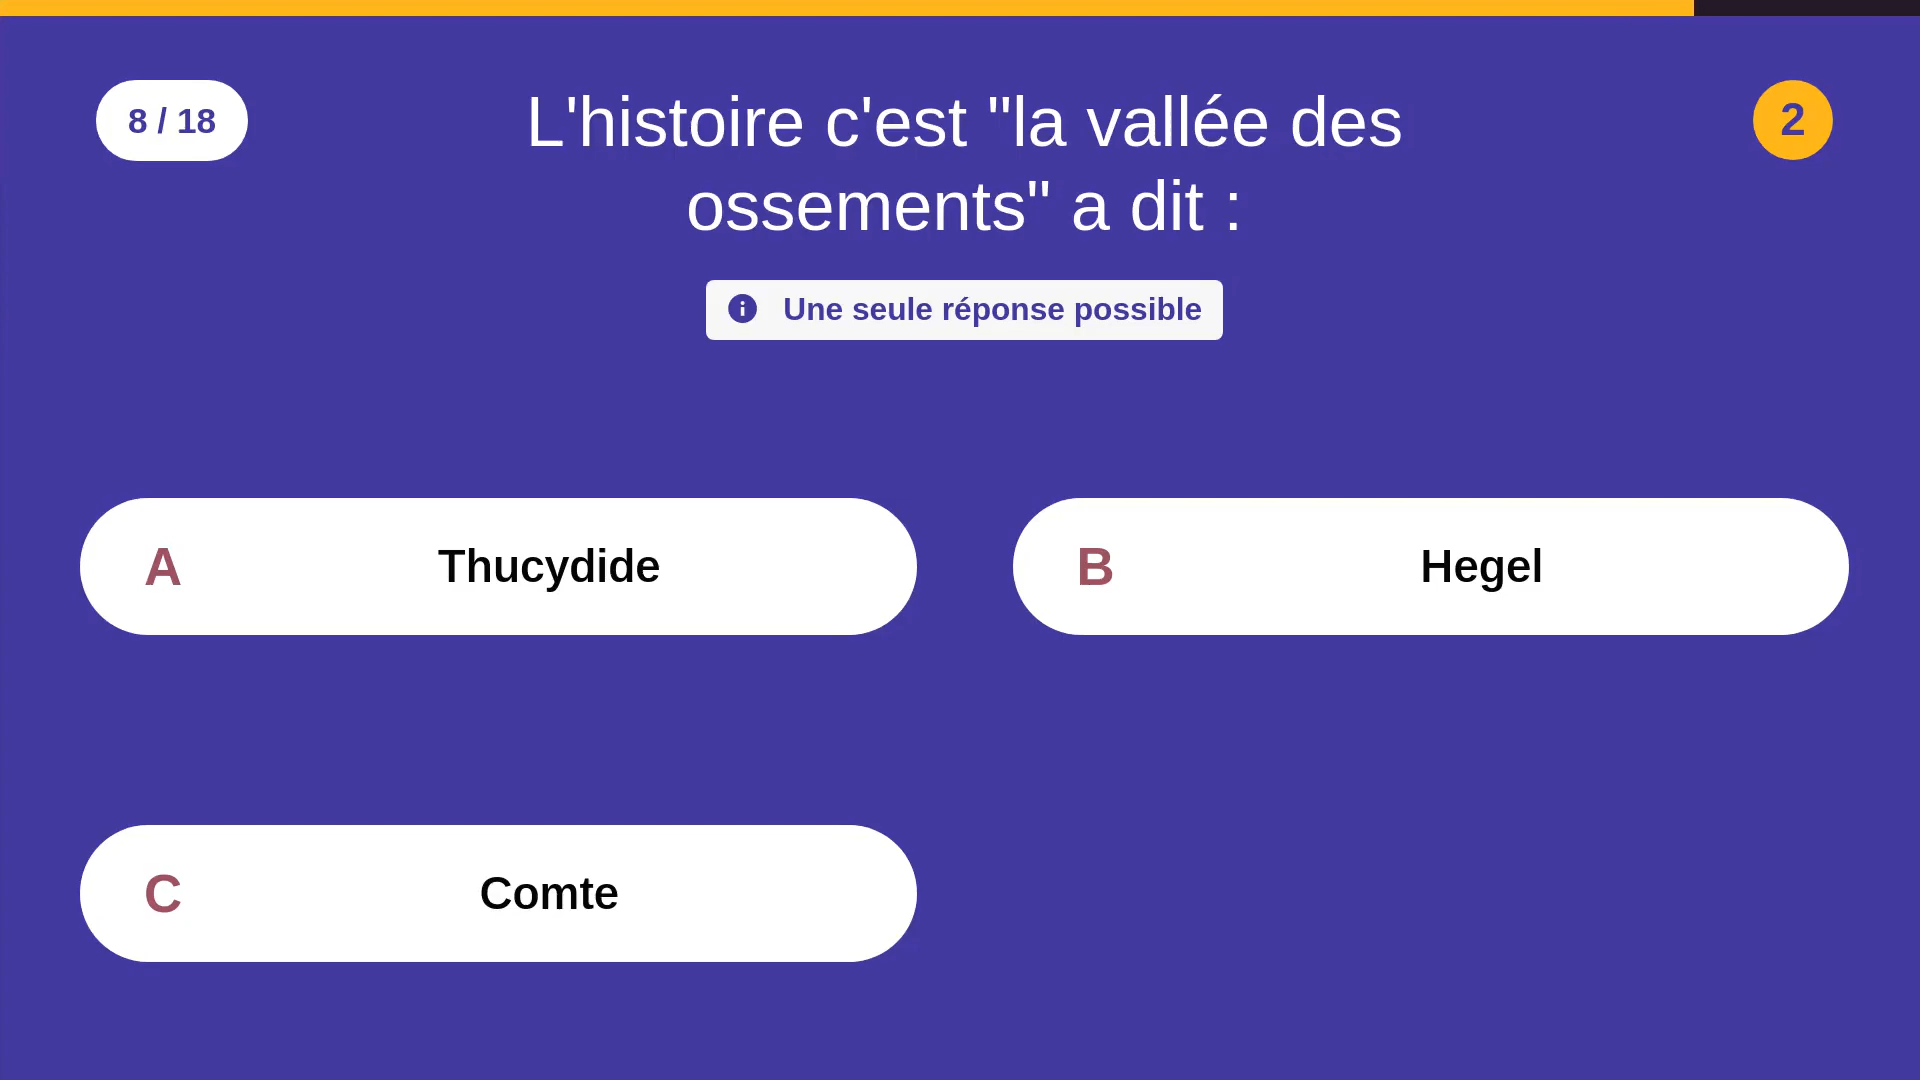 8 / 18
L'histoire c'est "la vallée des
ossements" a dit :
2
Une seule réponse possible
A Thucydide
B Hegel
C Comte